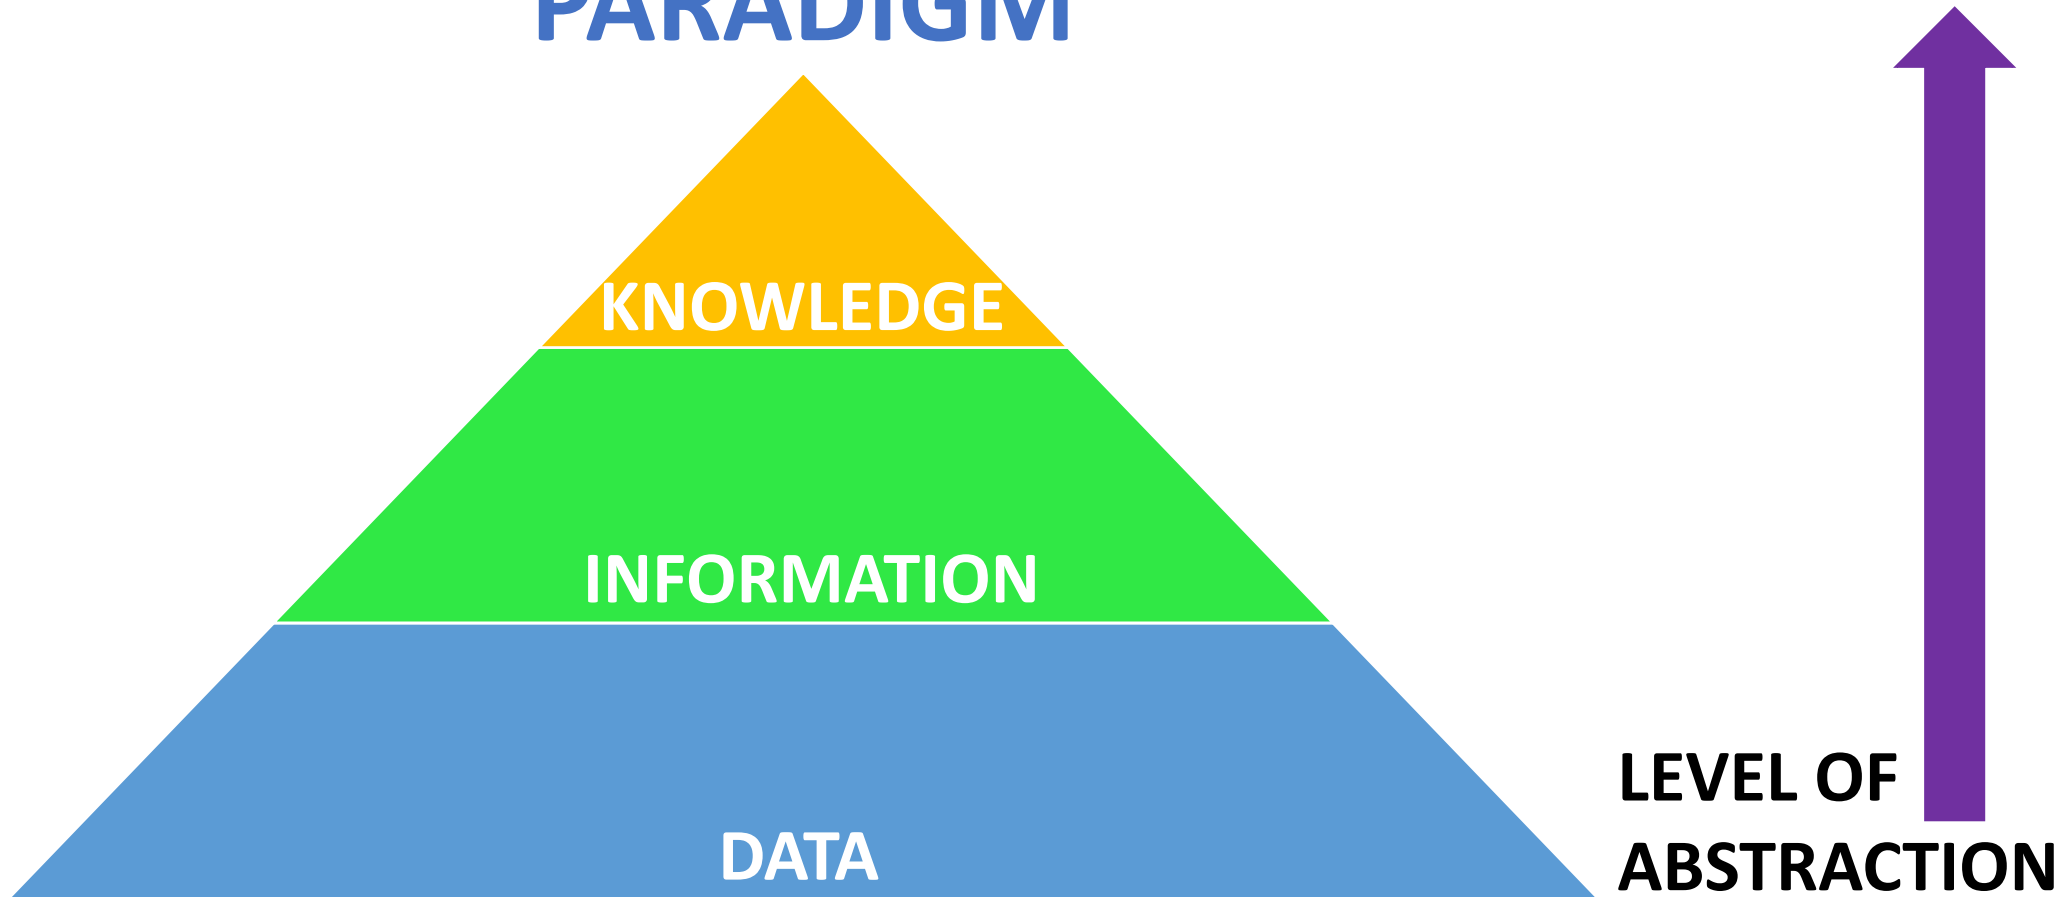 PARADIGM
KNOWLEDGE
INFORMATION
DATA
LEVEL OF
ABSTRACTION